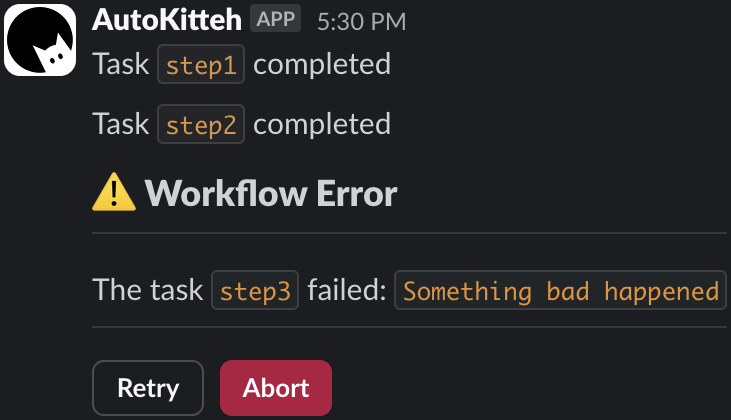 AutoKitteh APP 5:30 PM
Task step1 completed
Task step2 completed
⚠️ Workflow Error
The task step3 failed: Something bad happened
Retry Abort